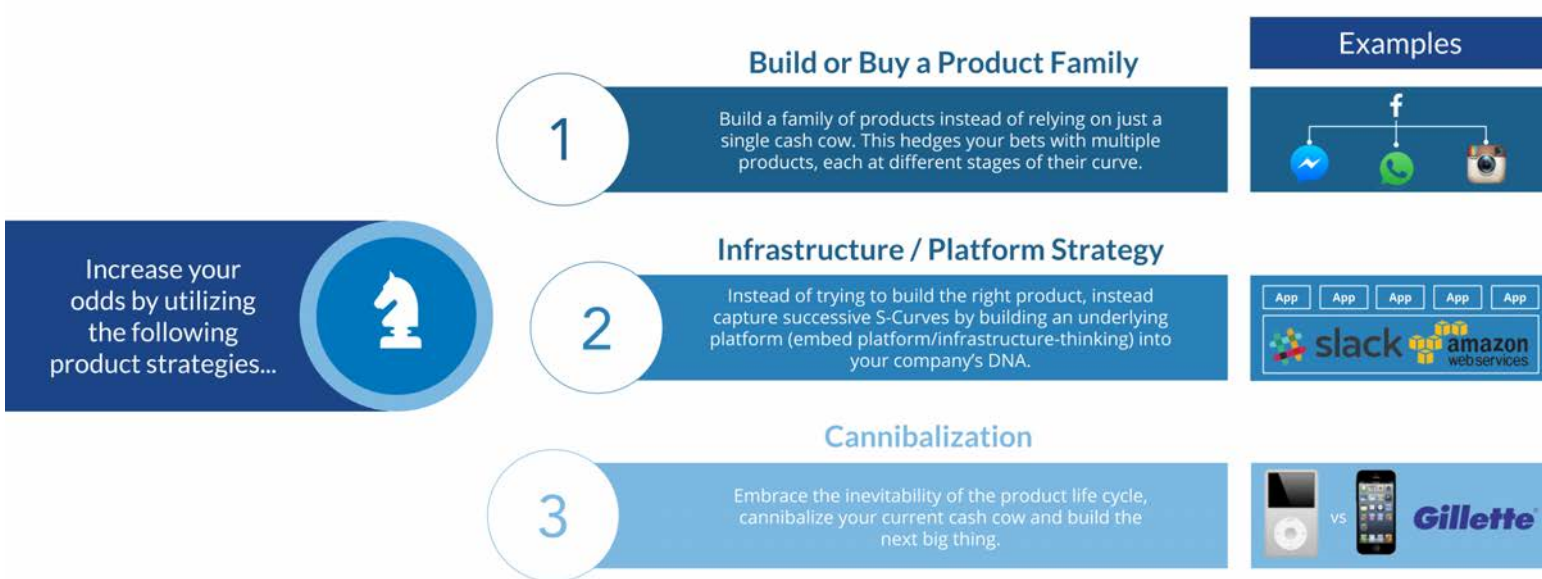 Increase your
odds by utilizing
the following
product strategies...
Examples
1
Build or Buy a Product Family
Build a family of products instead of relying on just a
single cash cow. This hedges your bets with multiple
products, each at different stages of their curve.
f
2
Infrastructure / Platform Strategy
Instead of trying to build the right product, instead
capture successive S-Curves by building an underlying
platform (embed platform/infrastructure-thinking) into
your company’s DNA.
App App App App App
slack amazon
webservices
3
Cannibalization
Embrace the inevitability of the product life cycle,
cannibalize your current cash cow and build the
next big thing.
vs Gillette